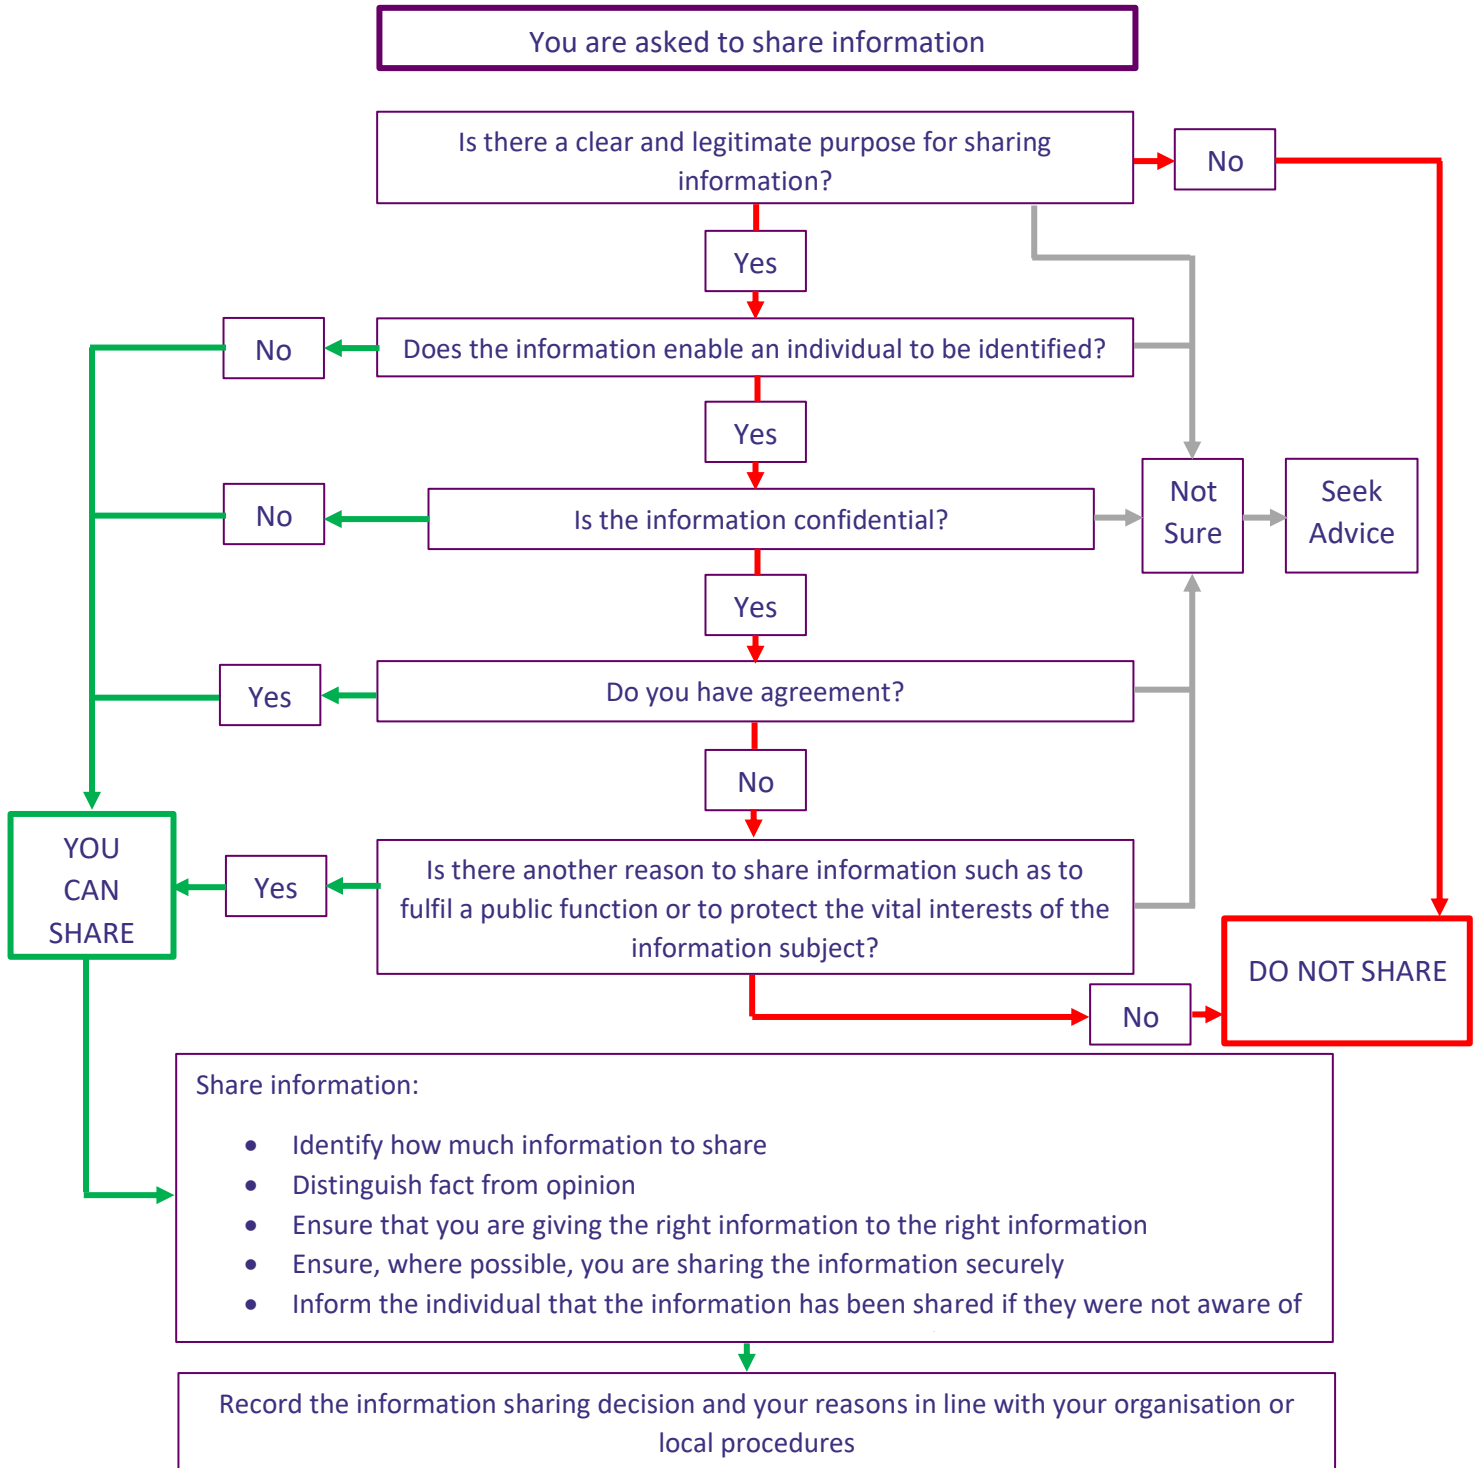 You are asked to share information
Is there a clear and legitimate purpose for sharing
information?
No
Yes
No
Does the information enable an individual to be identified?
Yes
No
Is the information confidential?
Not
Sure
Seek
Advice
Yes
Yes
Do you have agreement?
No
YOU
CAN
SHARE
Yes
Is there another reason to share information such as to
fulfil a public function or to protect the vital interests of the
information subject?
DO NOT SHARE
No
Share information:
• Identify how much information to share
• Distinguish fact from opinion
• Ensure that you are giving the right information to the right information
• Ensure, where possible, you are sharing the information securely
• Inform the individual that the information has been shared if they were not aware of
Record the information sharing decision and your reasons in line with your organisation or
local procedures